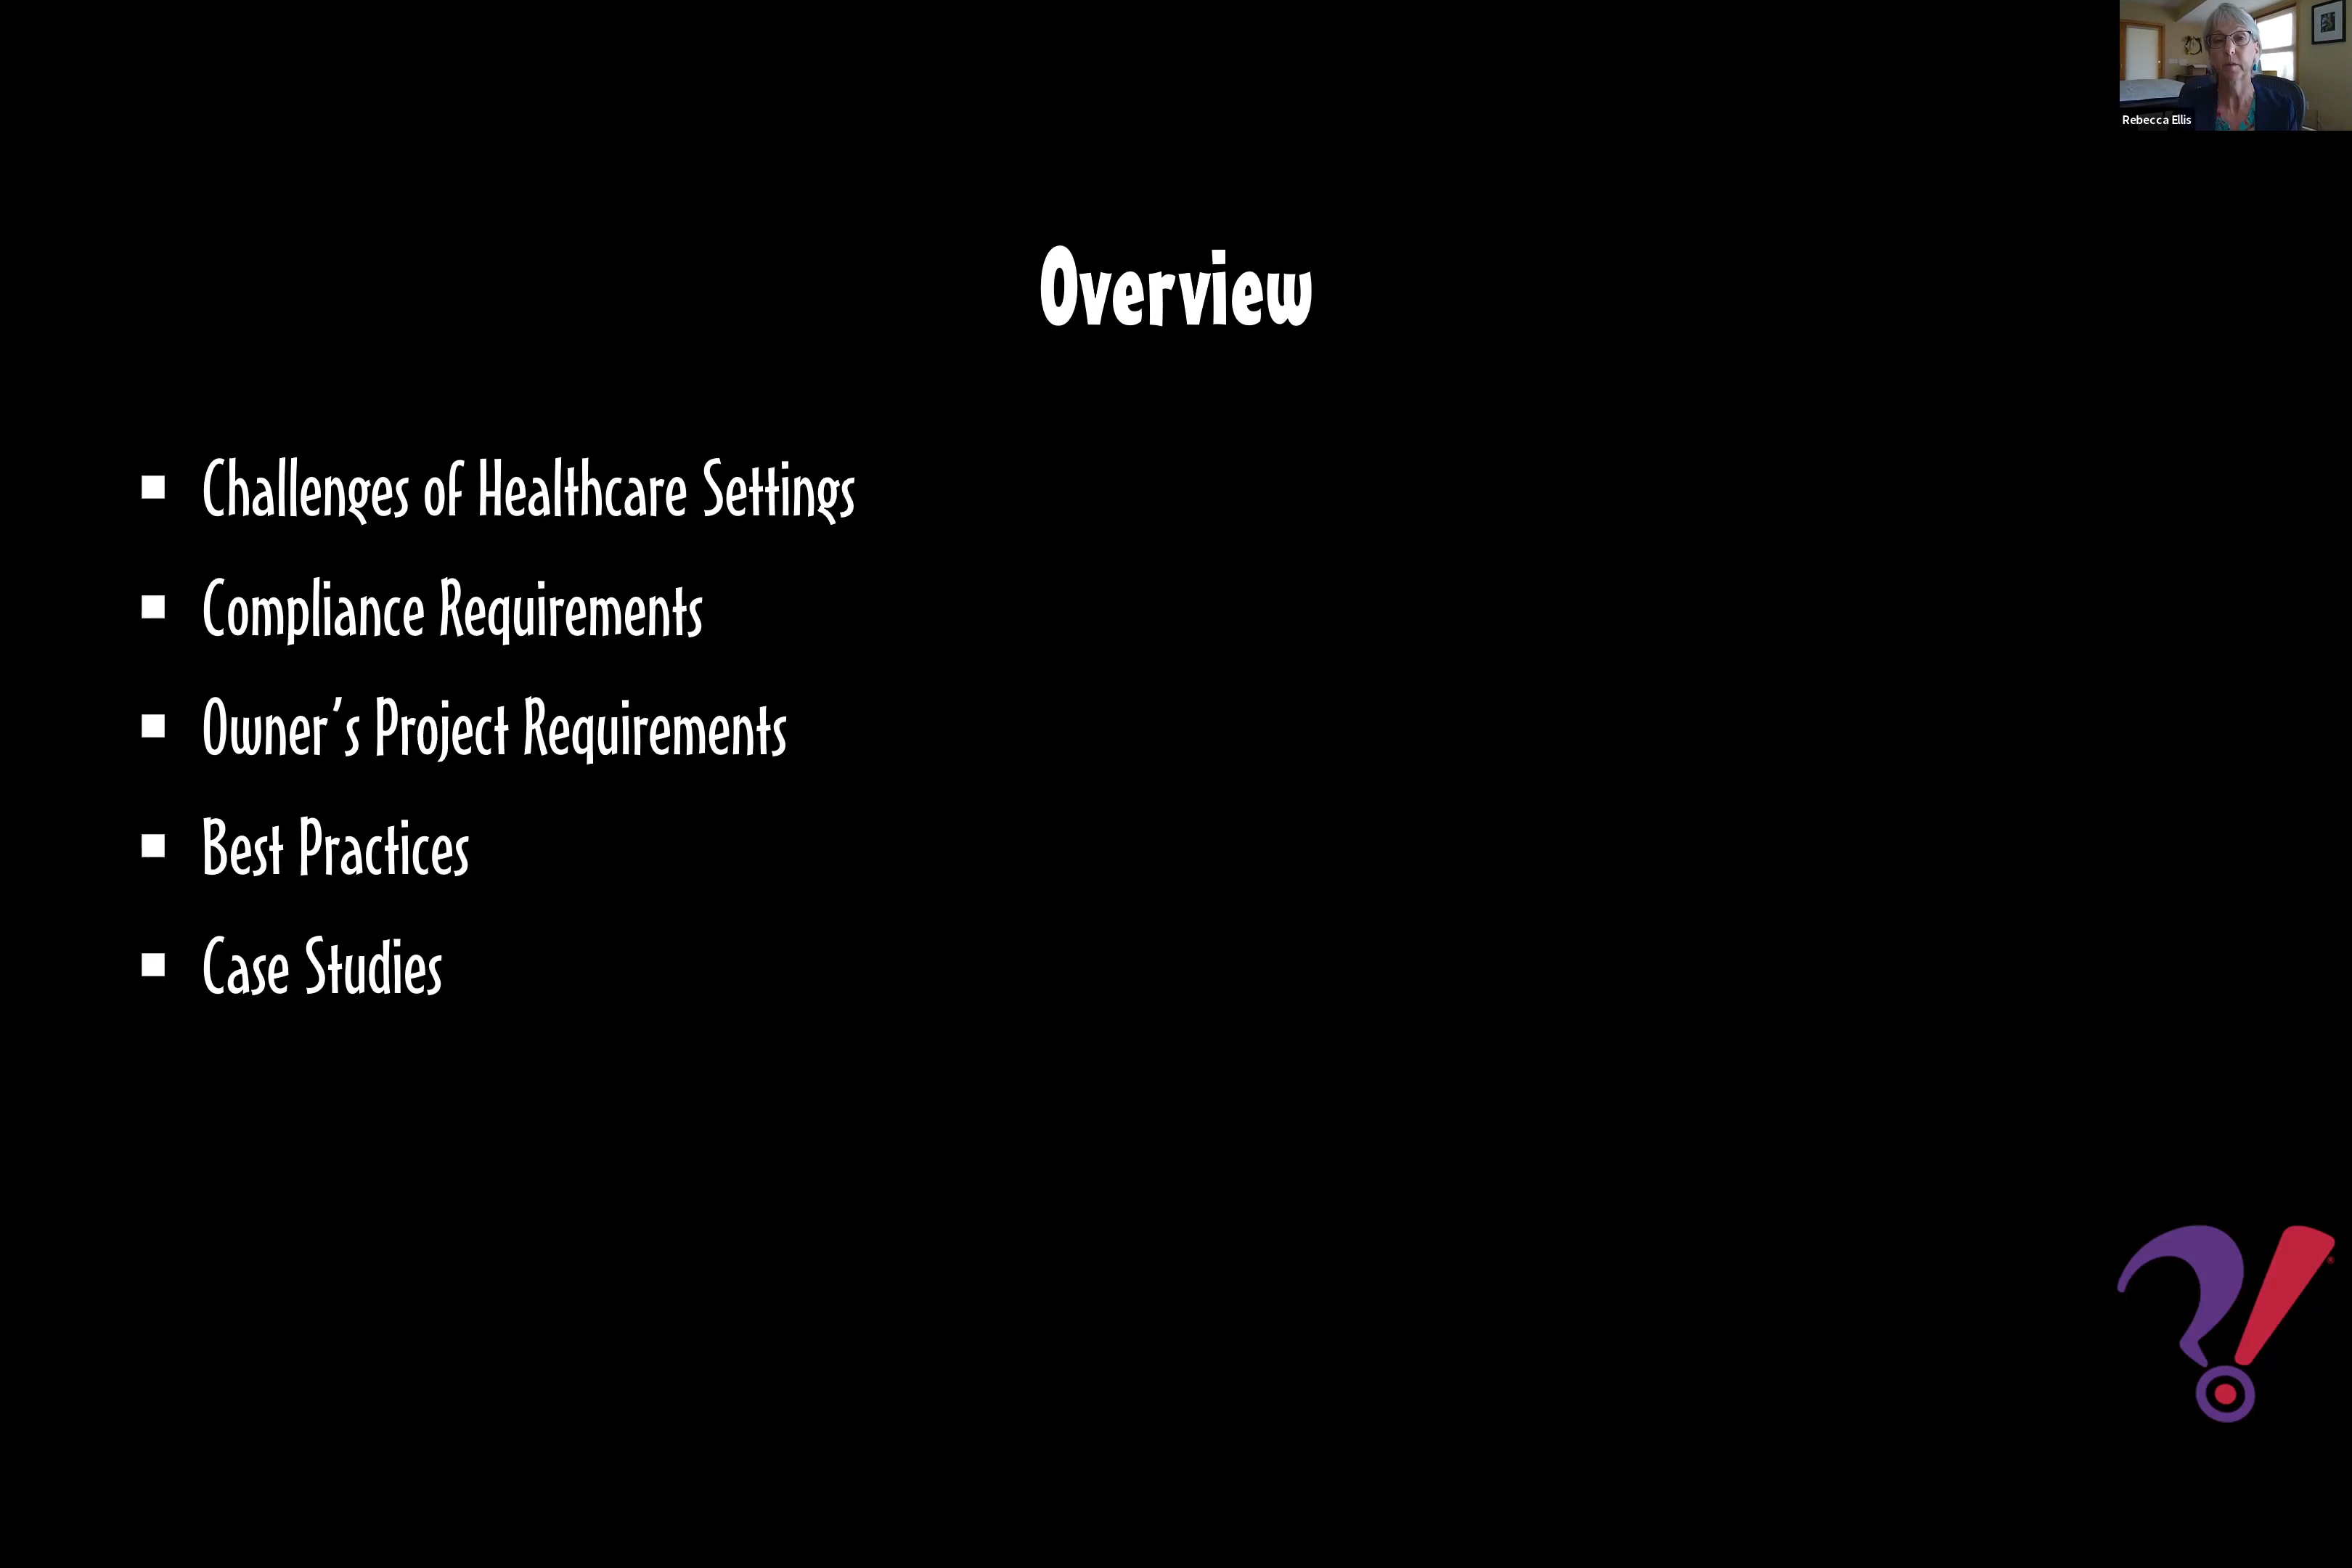 Rebecca Ellis
Overview
Challenges of Healthcare Settings
Compliance Requirements
Owner’s Project Requirements
Best Practices
Case Studies
?!